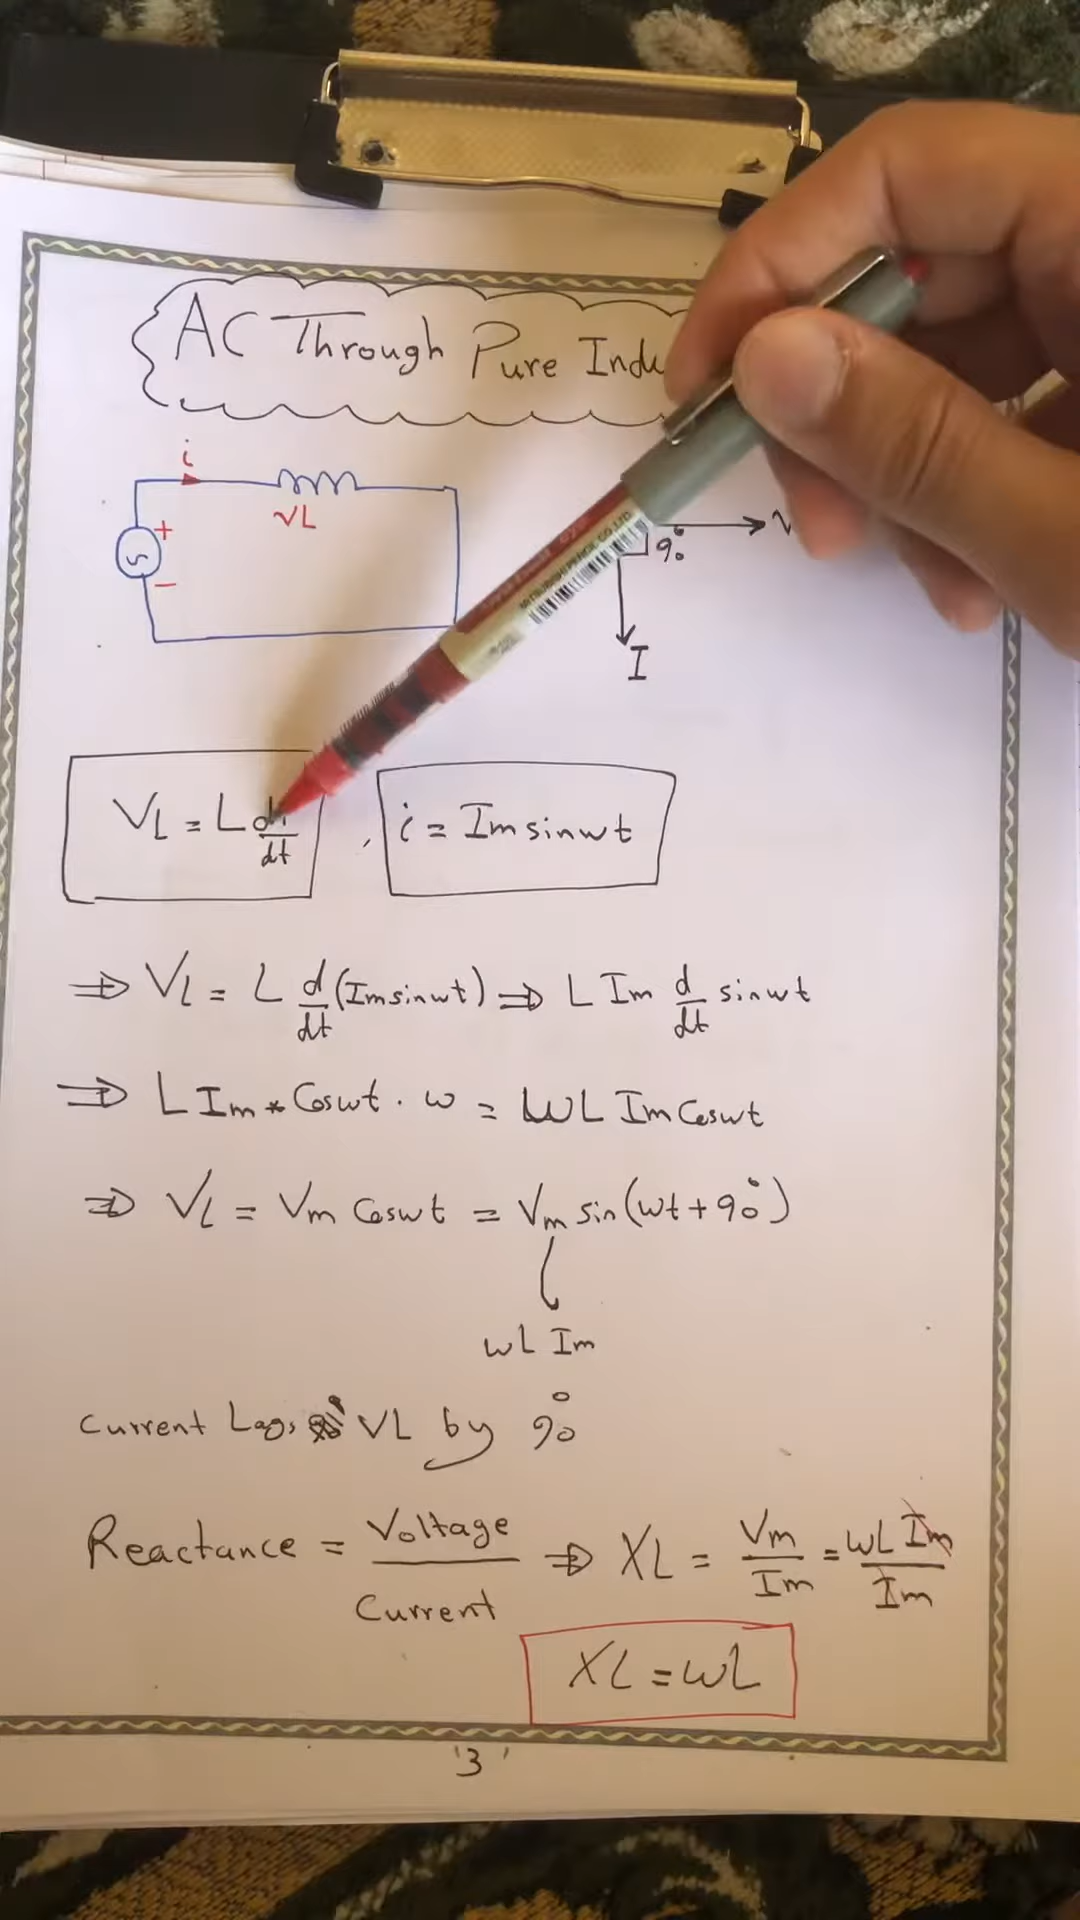 AC Through Pure Indu
i
VL
+
−
V
90°
I
VL = L di/dt , i = Im sinwt
⇒ VL = L d/dt (Im sinwt) ⇒ L Im d/dt sinwt
⇒ L Im * Coswt . w = WL Im Coswt
⇒ VL = Vm Coswt = Vm sin(wt + 90°)
wL Im
Current Lags VL by 90°
Reactance = Voltage/Current ⇒ XL = Vm/Im = wL Im/Im
XL = wL
'3'